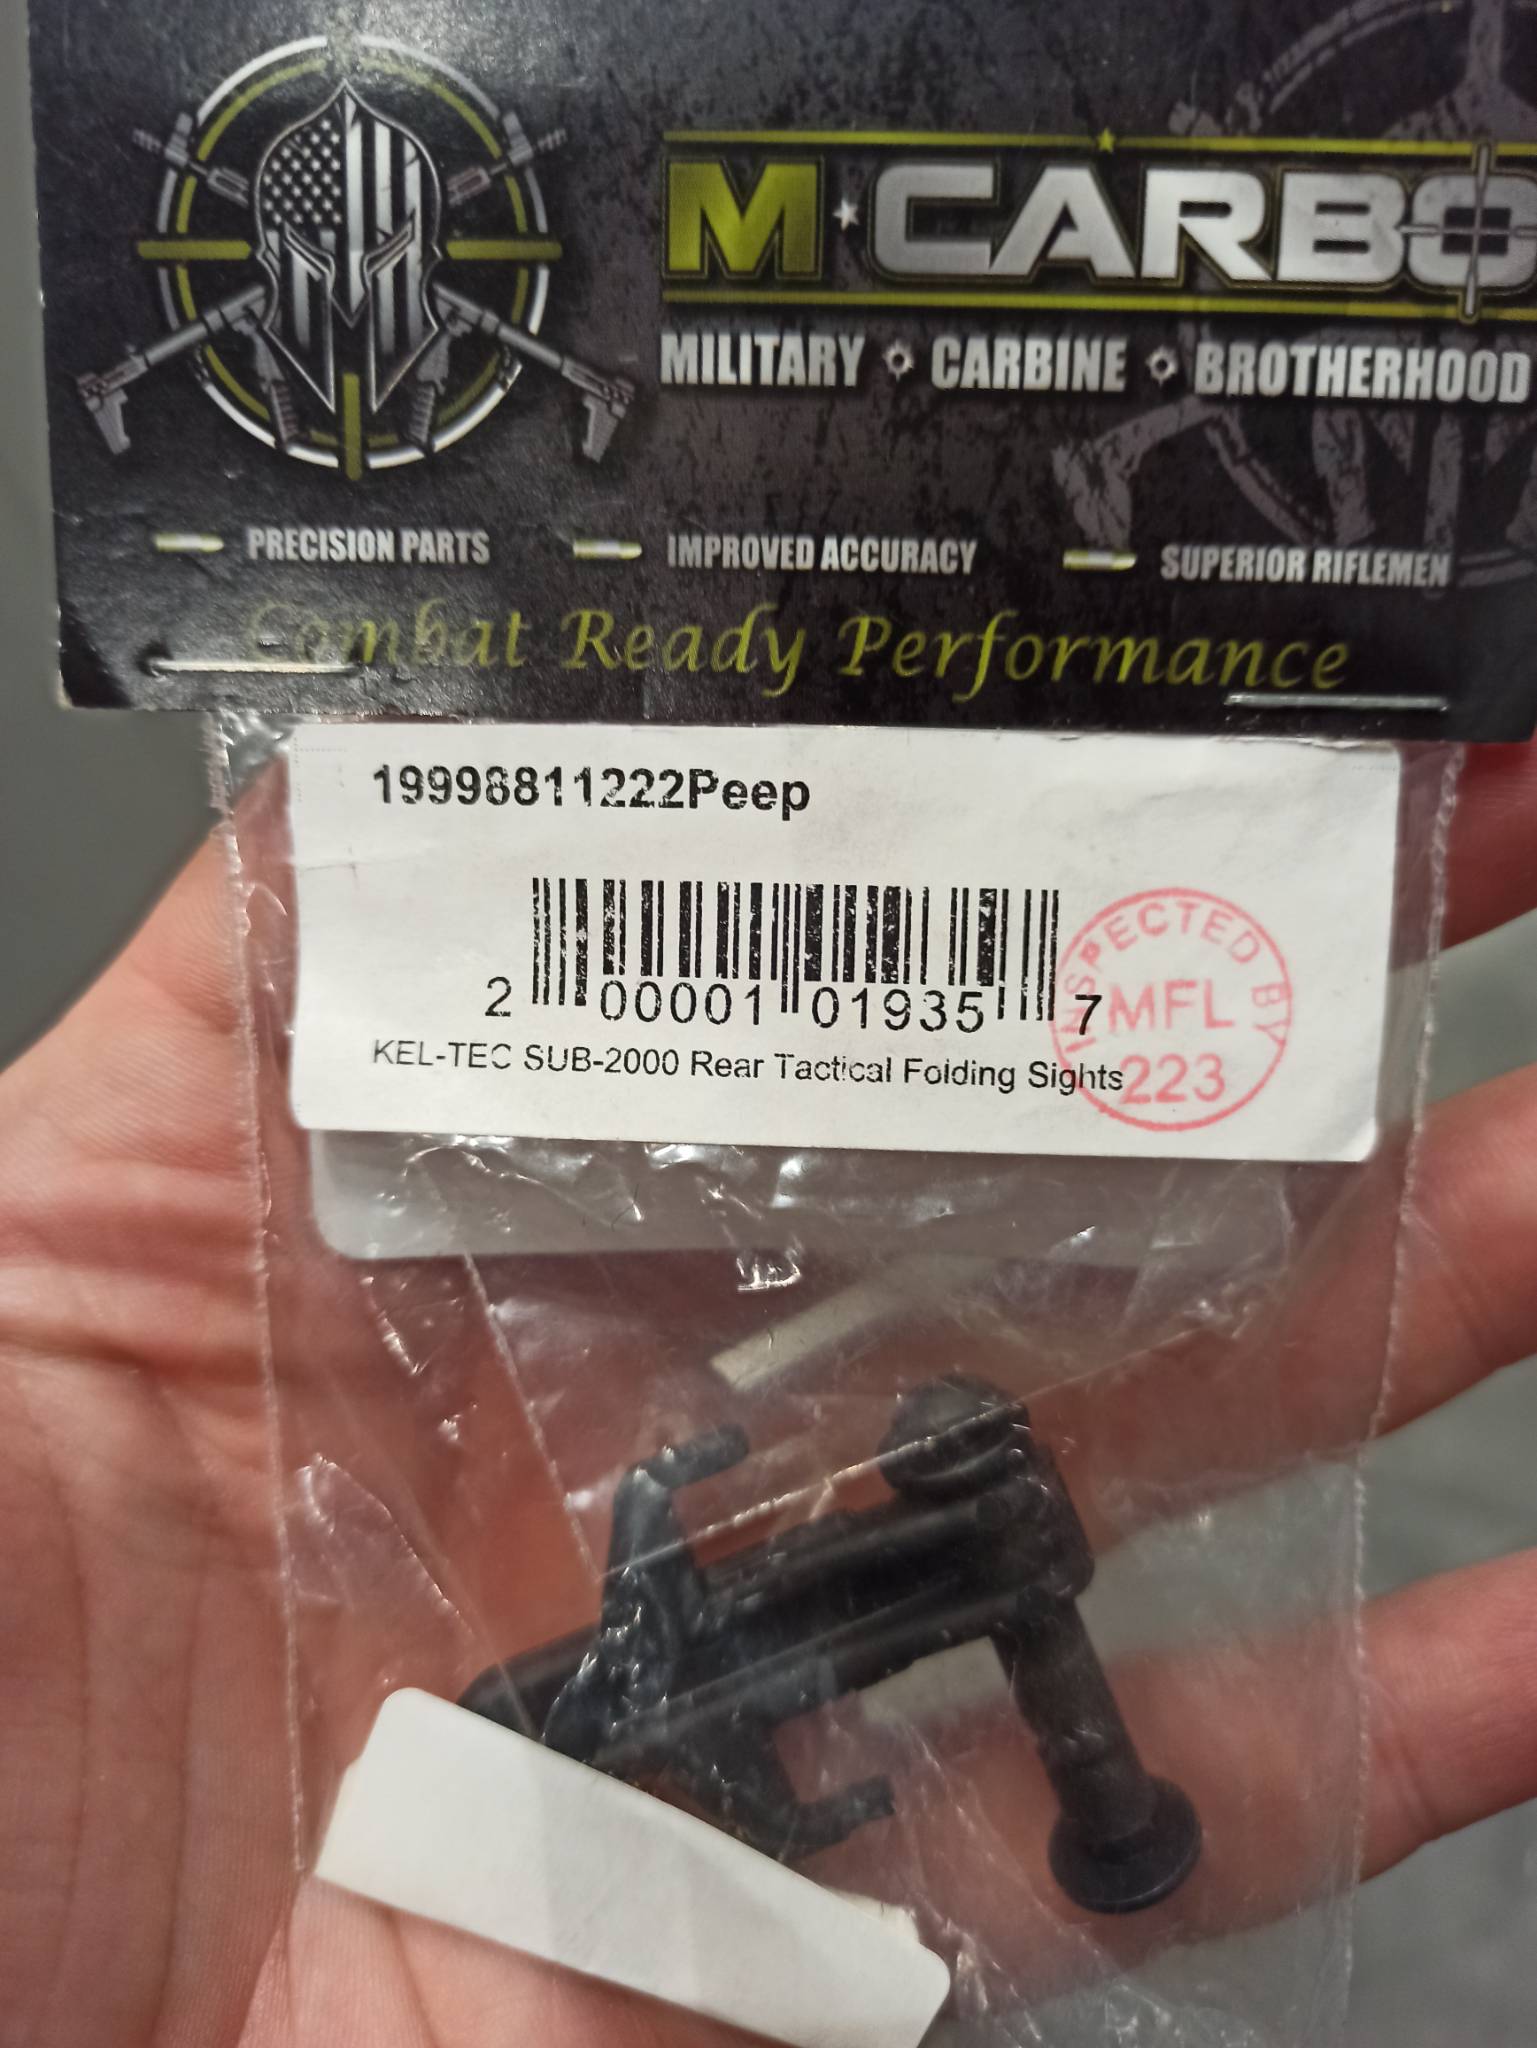 M★CARBO
MILITARY CARBINE BROTHERHOOD
PRECISION PARTS IMPROVED ACCURACY SUPERIOR RIFLEMEN
Combat Ready Performance
19998811222Peep
2 00001 01935 7
KEL-TEC SUB-2000 Rear Tactical Folding Sights
INSPECTED BY
MFL
223